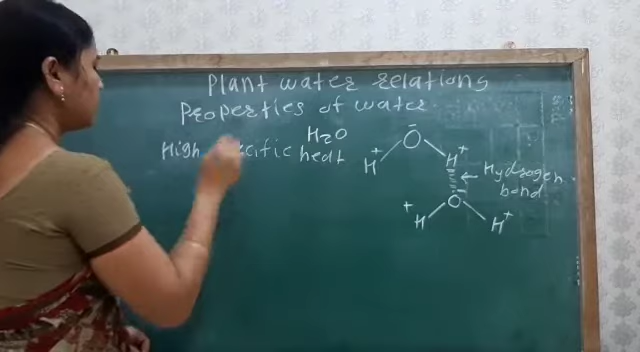 Plant water relations
Properties of water
H2O
High specific heat
O-
H+
H+
Hydrogen
bond
O-
+
H
H+